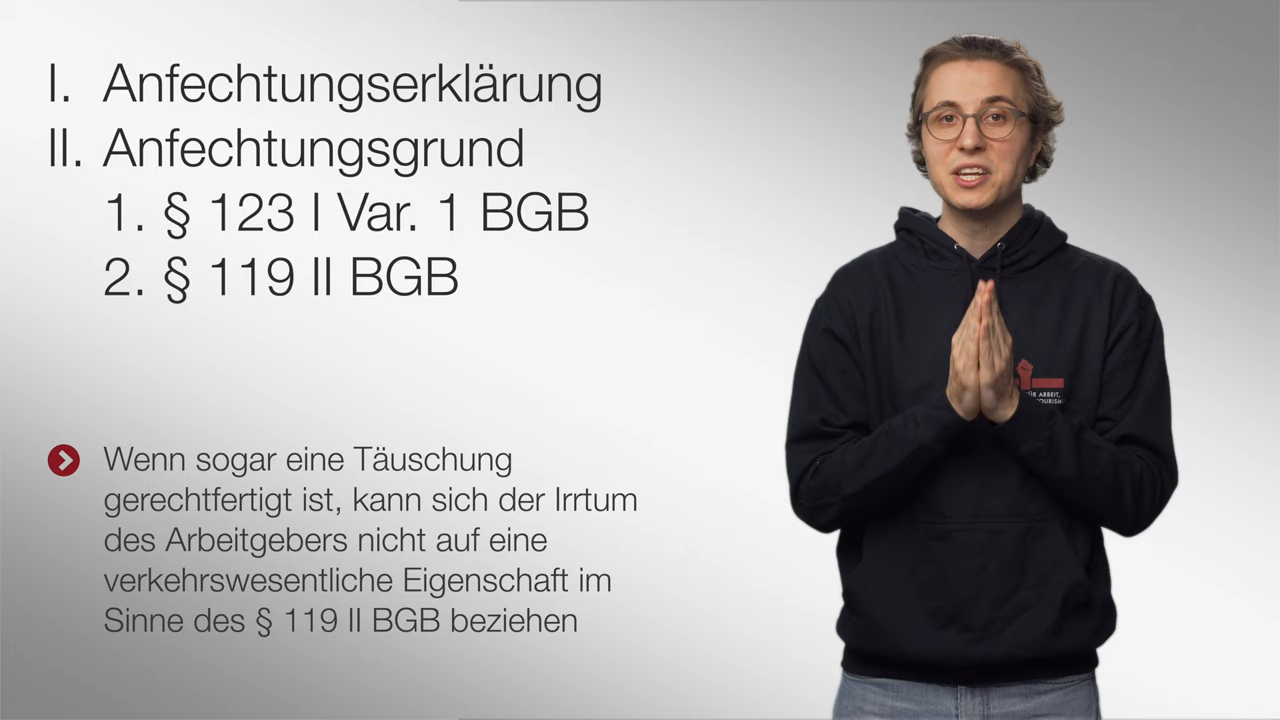 I. Anfechtungserklärung
II. Anfechtungsgrund
1. § 123 I Var. 1 BGB
2. § 119 II BGB
Wenn sogar eine Täuschung
gerechtfertigt ist, kann sich der Irrtum
des Arbeitgebers nicht auf eine
verkehrswesentliche Eigenschaft im
Sinne des § 119 II BGB beziehen
ARBEIT,